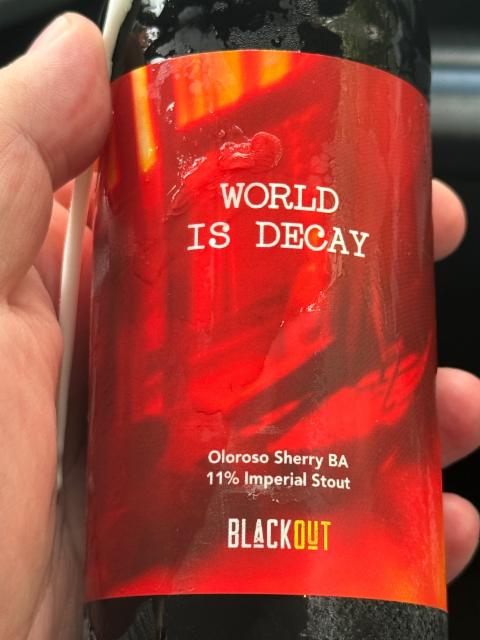 WORLD
IS DECAY
Oloroso Sherry BA
11% Imperial Stout
BLACKOUT